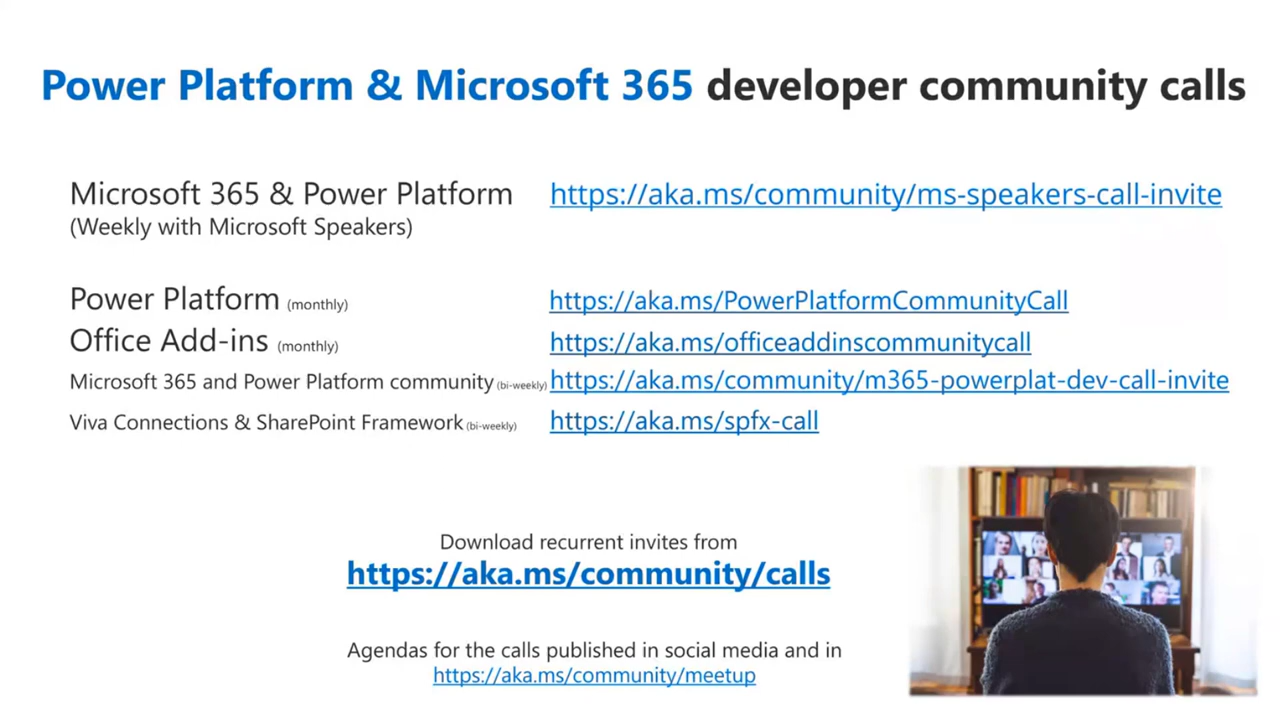 Power Platform & Microsoft 365 developer community calls
Microsoft 365 & Power Platform https://aka.ms/community/ms-speakers-call-invite
(Weekly with Microsoft Speakers)
Power Platform (monthly) https://aka.ms/PowerPlatformCommunityCall
Office Add-ins (monthly) https://aka.ms/officeaddinscommunitycall
Microsoft 365 and Power Platform community (bi-weekly) https://aka.ms/community/m365-powerplat-dev-call-invite
Viva Connections & SharePoint Framework (bi-weekly) https://aka.ms/spfx-call
Download recurrent invites from
https://aka.ms/community/calls
Agendas for the calls published in social media and in
https://aka.ms/community/meetup